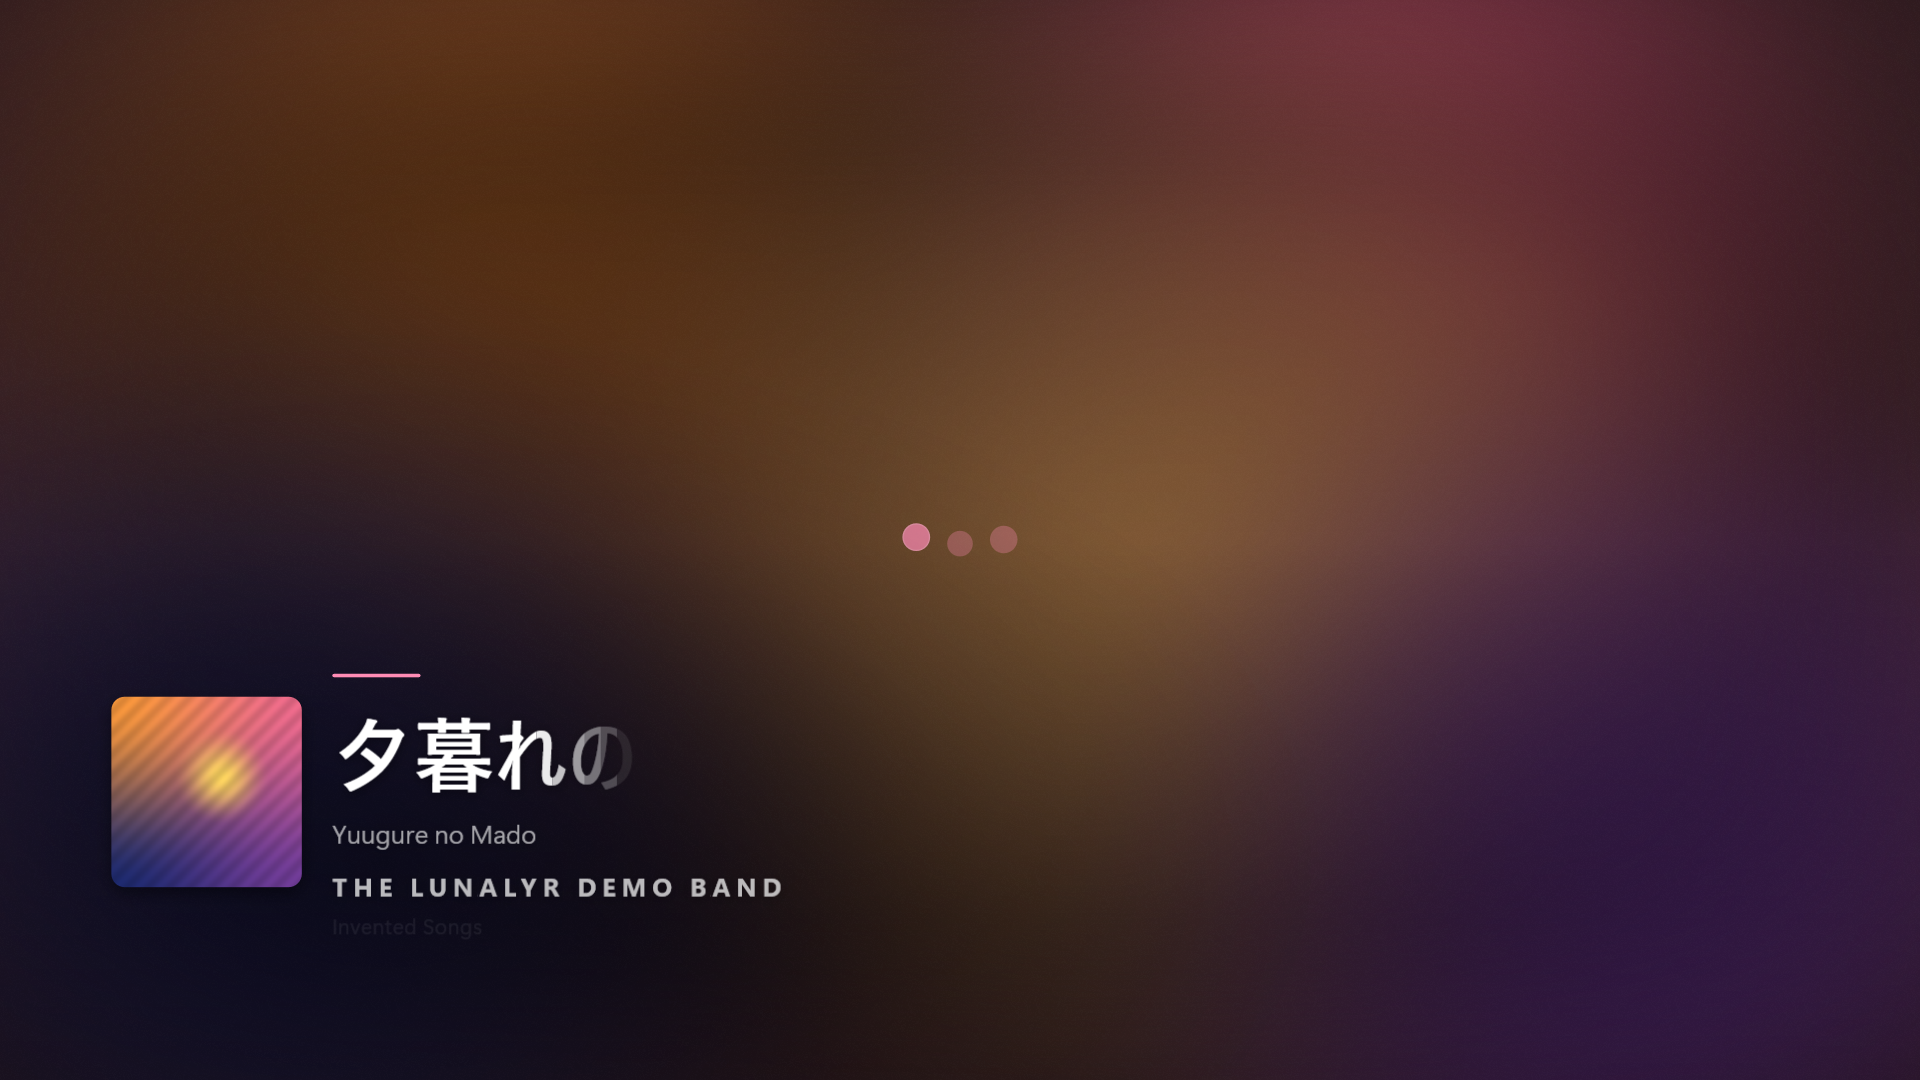 夕暮れの
Yuugure no Mado
THE LUNALYR DEMO BAND
Invented Songs